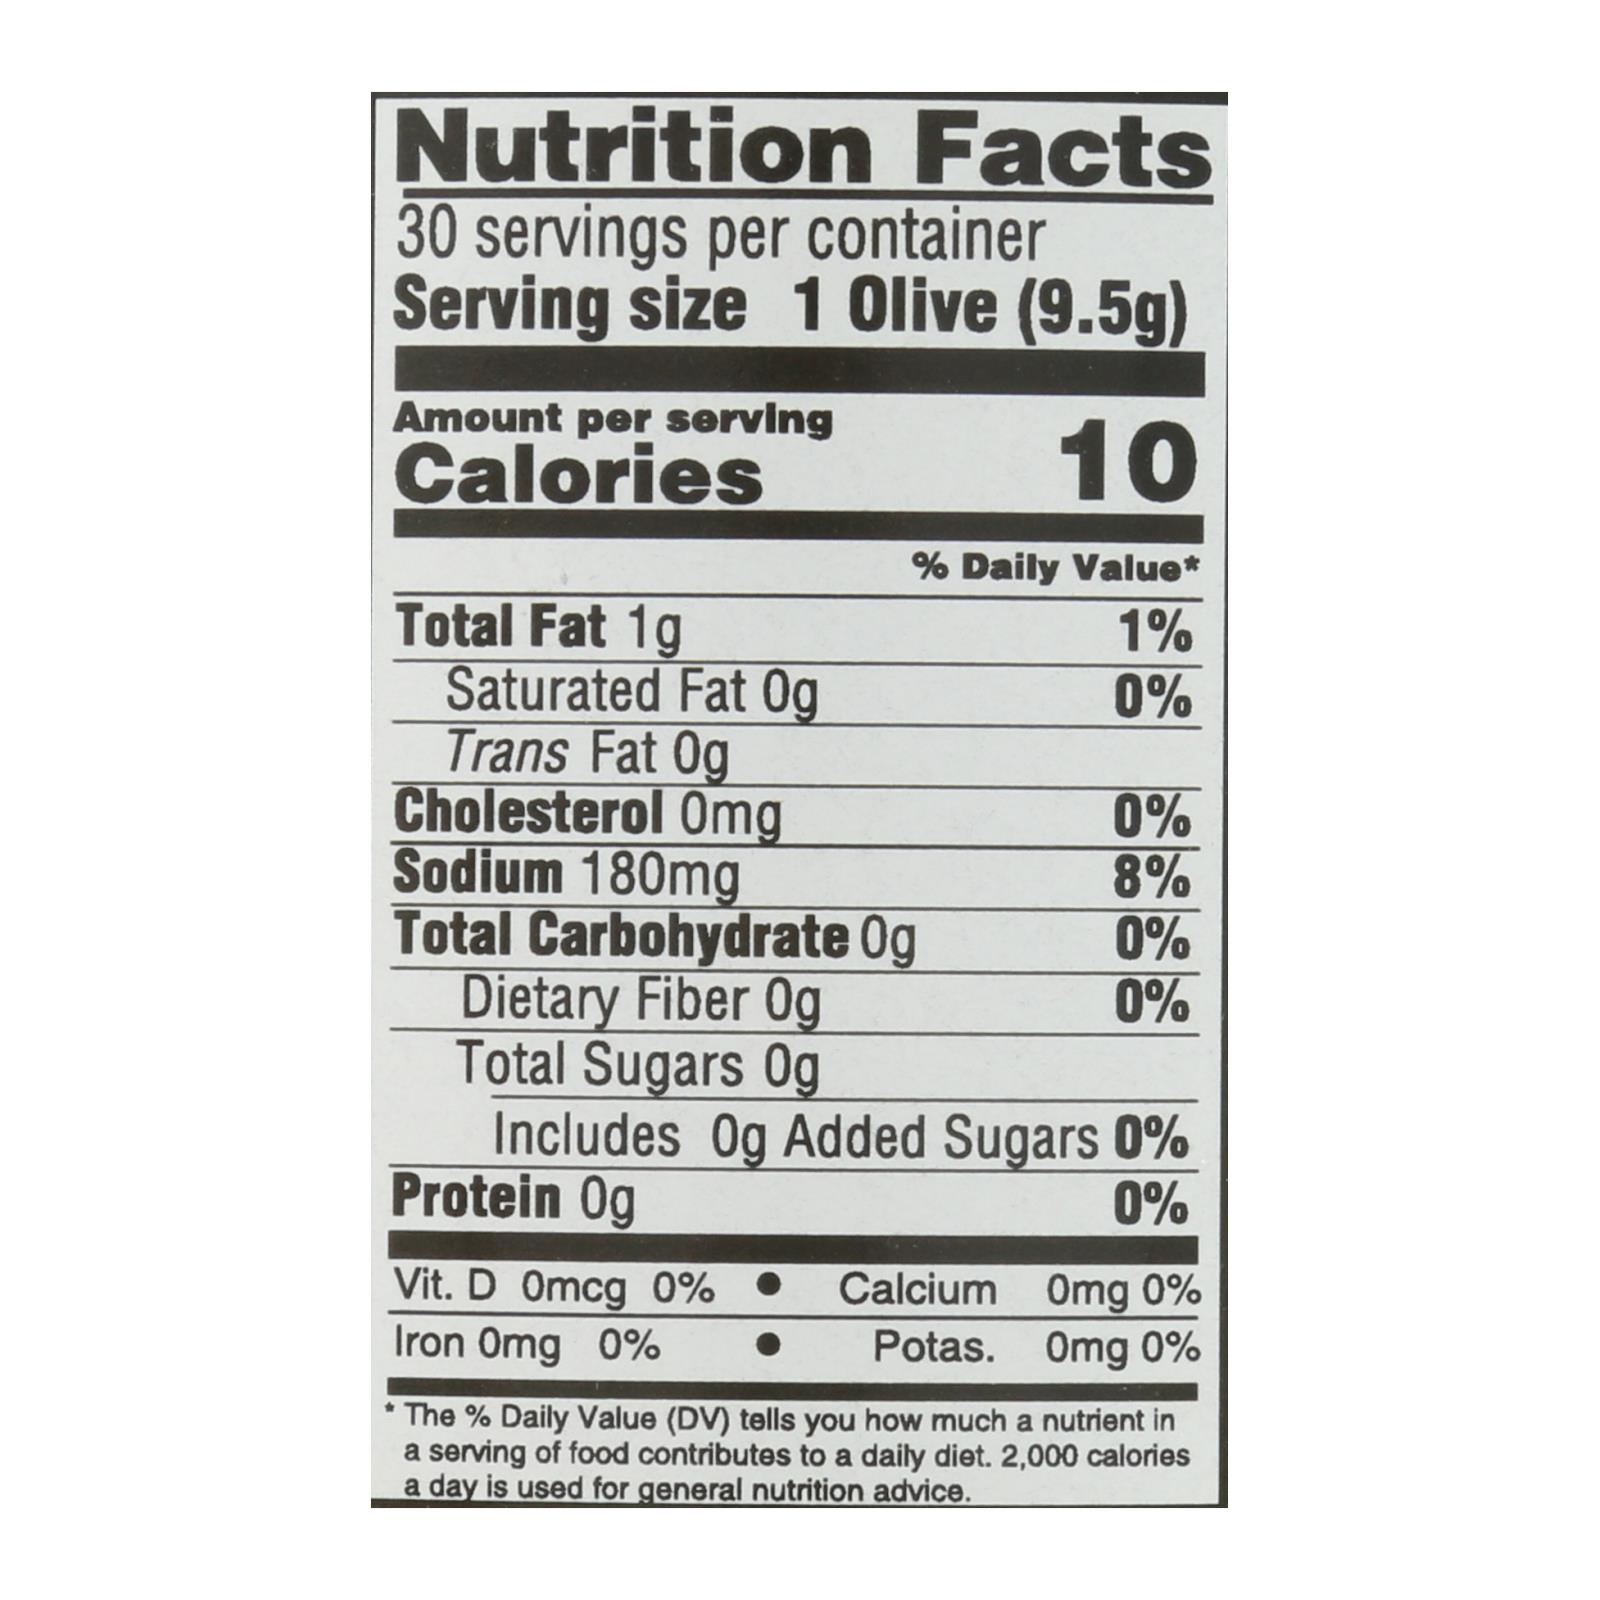 Nutrition Facts
30 servings per container
Serving size 1 Olive (9.5g)
Amount per serving
Calories 10
% Daily Value*
Total Fat 1g 1%
Saturated Fat 0g 0%
Trans Fat 0g
Cholesterol 0mg 0%
Sodium 180mg 8%
Total Carbohydrate 0g 0%
Dietary Fiber 0g 0%
Total Sugars 0g
Includes 0g Added Sugars 0%
Protein 0g 0%
Vit. D 0mcg 0% ● Calcium 0mg 0%
Iron 0mg 0% ● Potas. 0mg 0%
* The % Daily Value (DV) tells you how much a nutrient in
a serving of food contributes to a daily diet. 2,000 calories
a day is used for general nutrition advice.